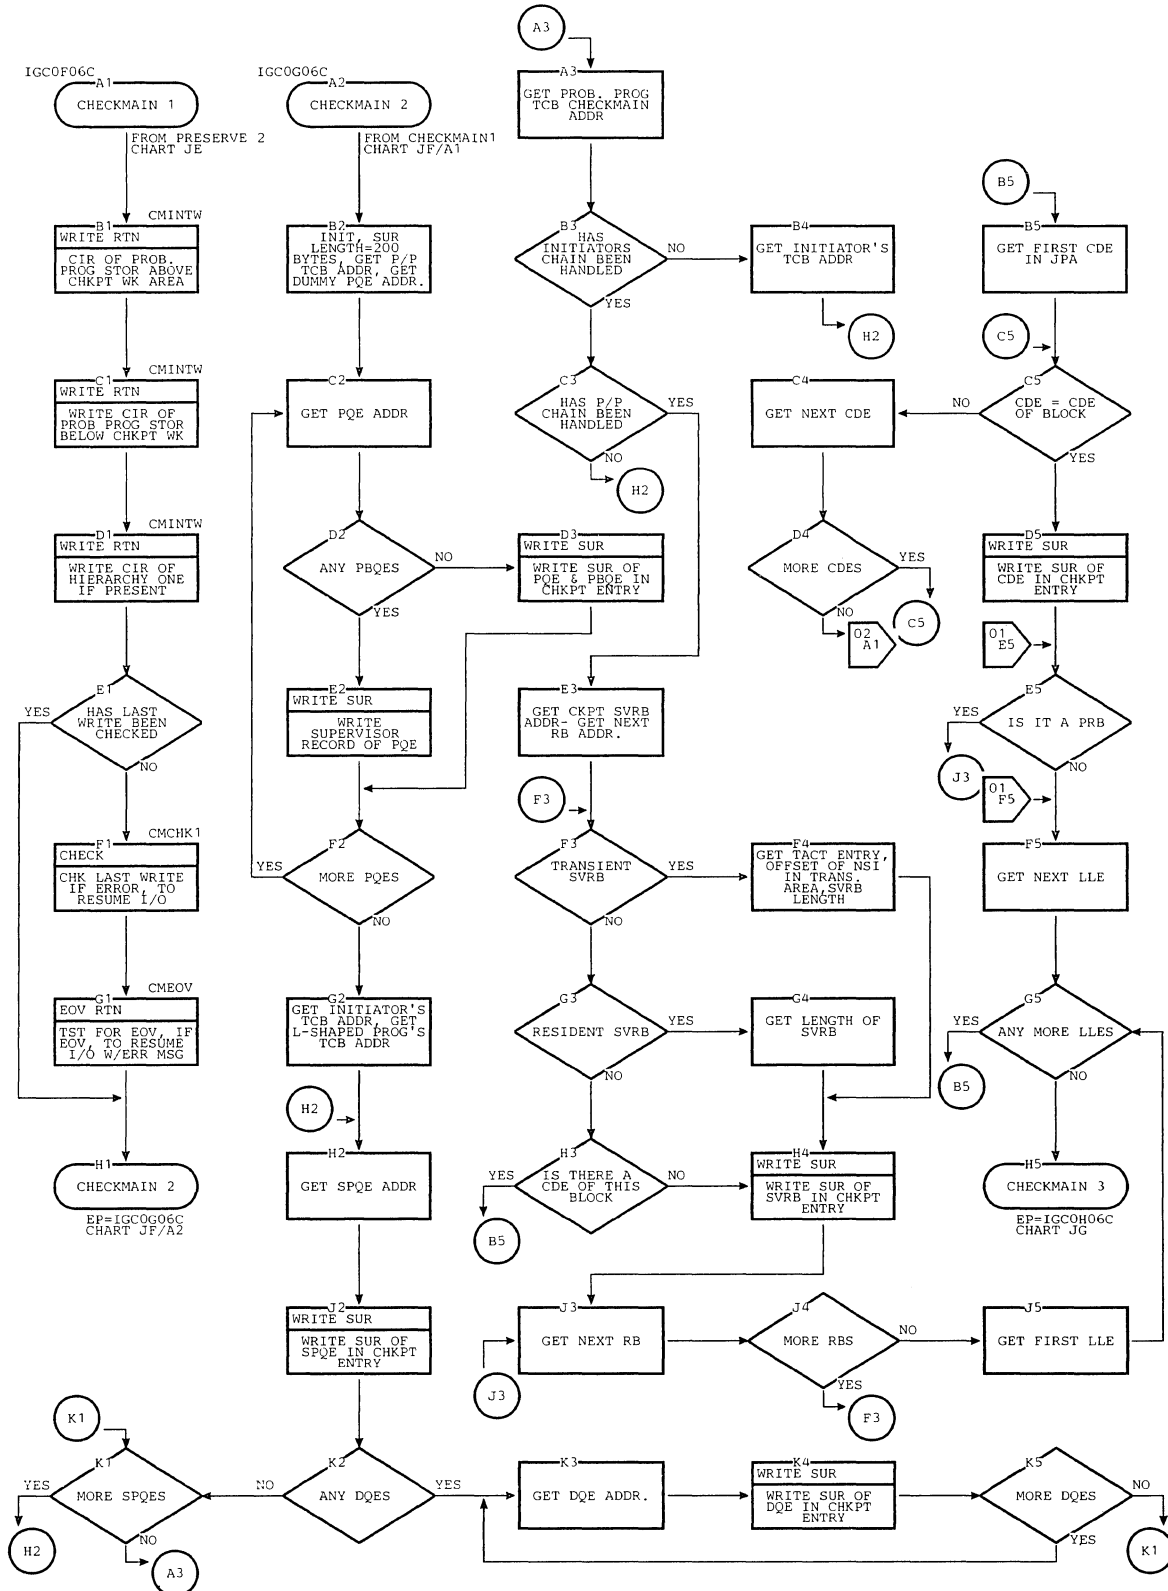 IGC0F06C
A1
CHECKMAIN 1
FROM PRESERVE 2
CHART JE
CMINTW
B1
WRITE RTN
CIR OF PROB.
PROG STOR ABOVE
CHKPT WK AREA
CMINTW
C1
WRITE RTN
WRITE CIR OF
PROB PROG STOR
BELOW CHKPT WK
CMINTW
D1
WRITE RTN
WRITE CIR OF
HIERARCHY ONE
IF PRESENT
E1
HAS LAST
WRITE BEEN
CHECKED
YES
NO
CMCHK1
F1
CHECK
CHK LAST WRITE
IF ERROR, TO
RESUME I/O
CMEOV
G1
EOV RTN
TST FOR EOV, IF
EOV, TO RESUME
I/O W/ERR MSG
H1
CHECKMAIN 2
EP=IGC0G06C
CHART JF/A2
K1
K1
MORE SPQES
YES
NO
H2
A3
IGC0G06C
A2
CHECKMAIN 2
FROM CHECKMAIN1
CHART JF/A1
B2
INIT, SUR
LENGTH=200
BYTES, GET P/P
TCB ADDR, GET
DUMMY PQE ADDR.
C2
GET PQE ADDR
D2
ANY PBQES
NO
YES
E2
WRITE SUR
WRITE
SUPERVISOR
RECORD OF PQE
F2
MORE PQES
YES
NO
G2
GET INITIATOR'S
TCB ADDR, GET
L-SHAPED PROG'S
TCB ADDR
H2
H2
GET SPQE ADDR
J2
WRITE SUR
WRITE SUR OF
SPQE IN CHKPT
ENTRY
K2
ANY DQES
NO
YES
A3
A3
GET PROB. PROG
TCB CHECKMAIN
ADDR
B3
HAS
INITIATORS
CHAIN BEEN
HANDLED
NO
YES
C3
HAS P/P
CHAIN BEEN
HANDLED
YES
NO
H2
D3
WRITE SUR
WRITE SUR OF
PQE & PBQE IN
CHKPT ENTRY
E3
GET CKPT SVRB
ADDR- GET NEXT
RB ADDR.
F3
F3
TRANSIENT
SVRB
YES
NO
G3
RESIDENT SVRB
YES
NO
H3
IS THERE A
CDE OF THIS
BLOCK
YES
NO
B5
J3
GET NEXT RB
J3
K3
GET DQE ADDR.
B4
GET INITIATOR'S
TCB ADDR
H2
C4
GET NEXT CDE
D4
MORE CDES
YES
NO
C5
02
A1
F4
GET TACT ENTRY,
OFFSET OF NSI
IN TRANS.
AREA,SVRB
LENGTH
G4
GET LENGTH OF
SVRB
H4
WRITE SUR
WRITE SUR OF
SVRB IN CHKPT
ENTRY
J4
MORE RBS
NO
YES
F3
K4
WRITE SUR
WRITE SUR OF
DQE IN CHKPT
ENTRY
B5
B5
GET FIRST CDE
IN JPA
C5
C5
CDE = CDE
OF BLOCK
NO
YES
D5
WRITE SUR
WRITE SUR OF
CDE IN CHKPT
ENTRY
01
E5
E5
IS IT A PRB
YES
NO
J3
01
F5
F5
GET NEXT LLE
G5
ANY MORE LLES
YES
NO
B5
H5
CHECKMAIN 3
EP=IGC0H06C
CHART JG
J5
GET FIRST LLE
K5
MORE DQES
NO
YES
K1